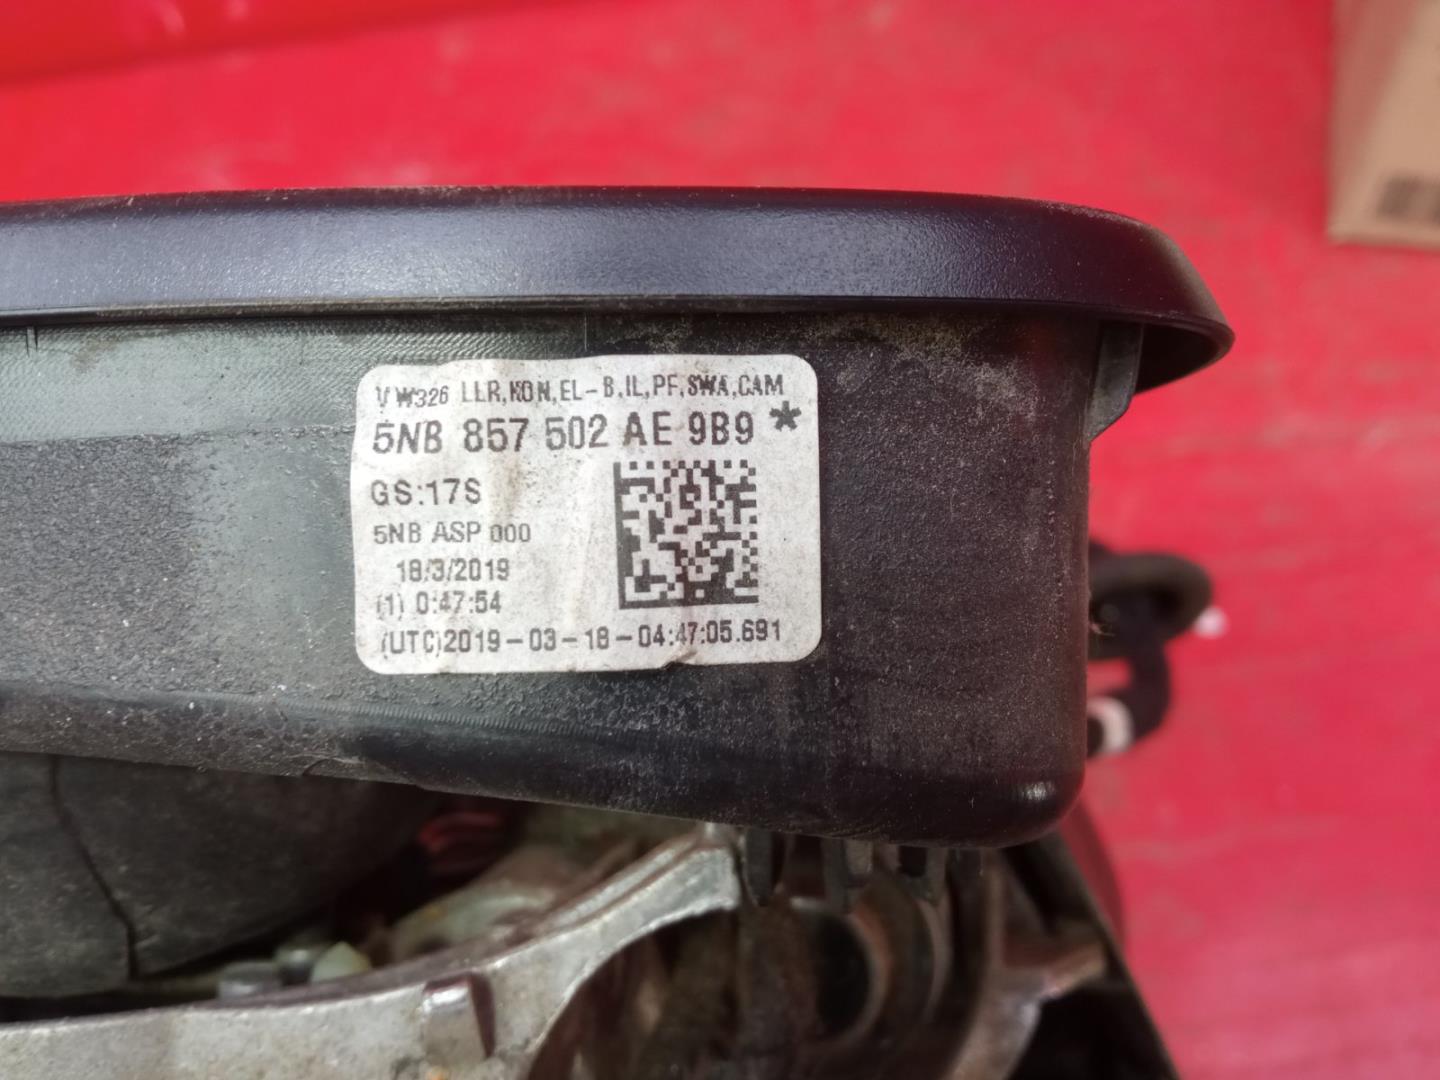 VW326 LLR,KON,EL-B,IL,PF,SWA,CAM
5NB 857 502 AE 9B9 *
GS:17S
5NB ASP 000
18/3/2019
(1) 0:47:54
(UTC)2019-03-18-04:47:05.691